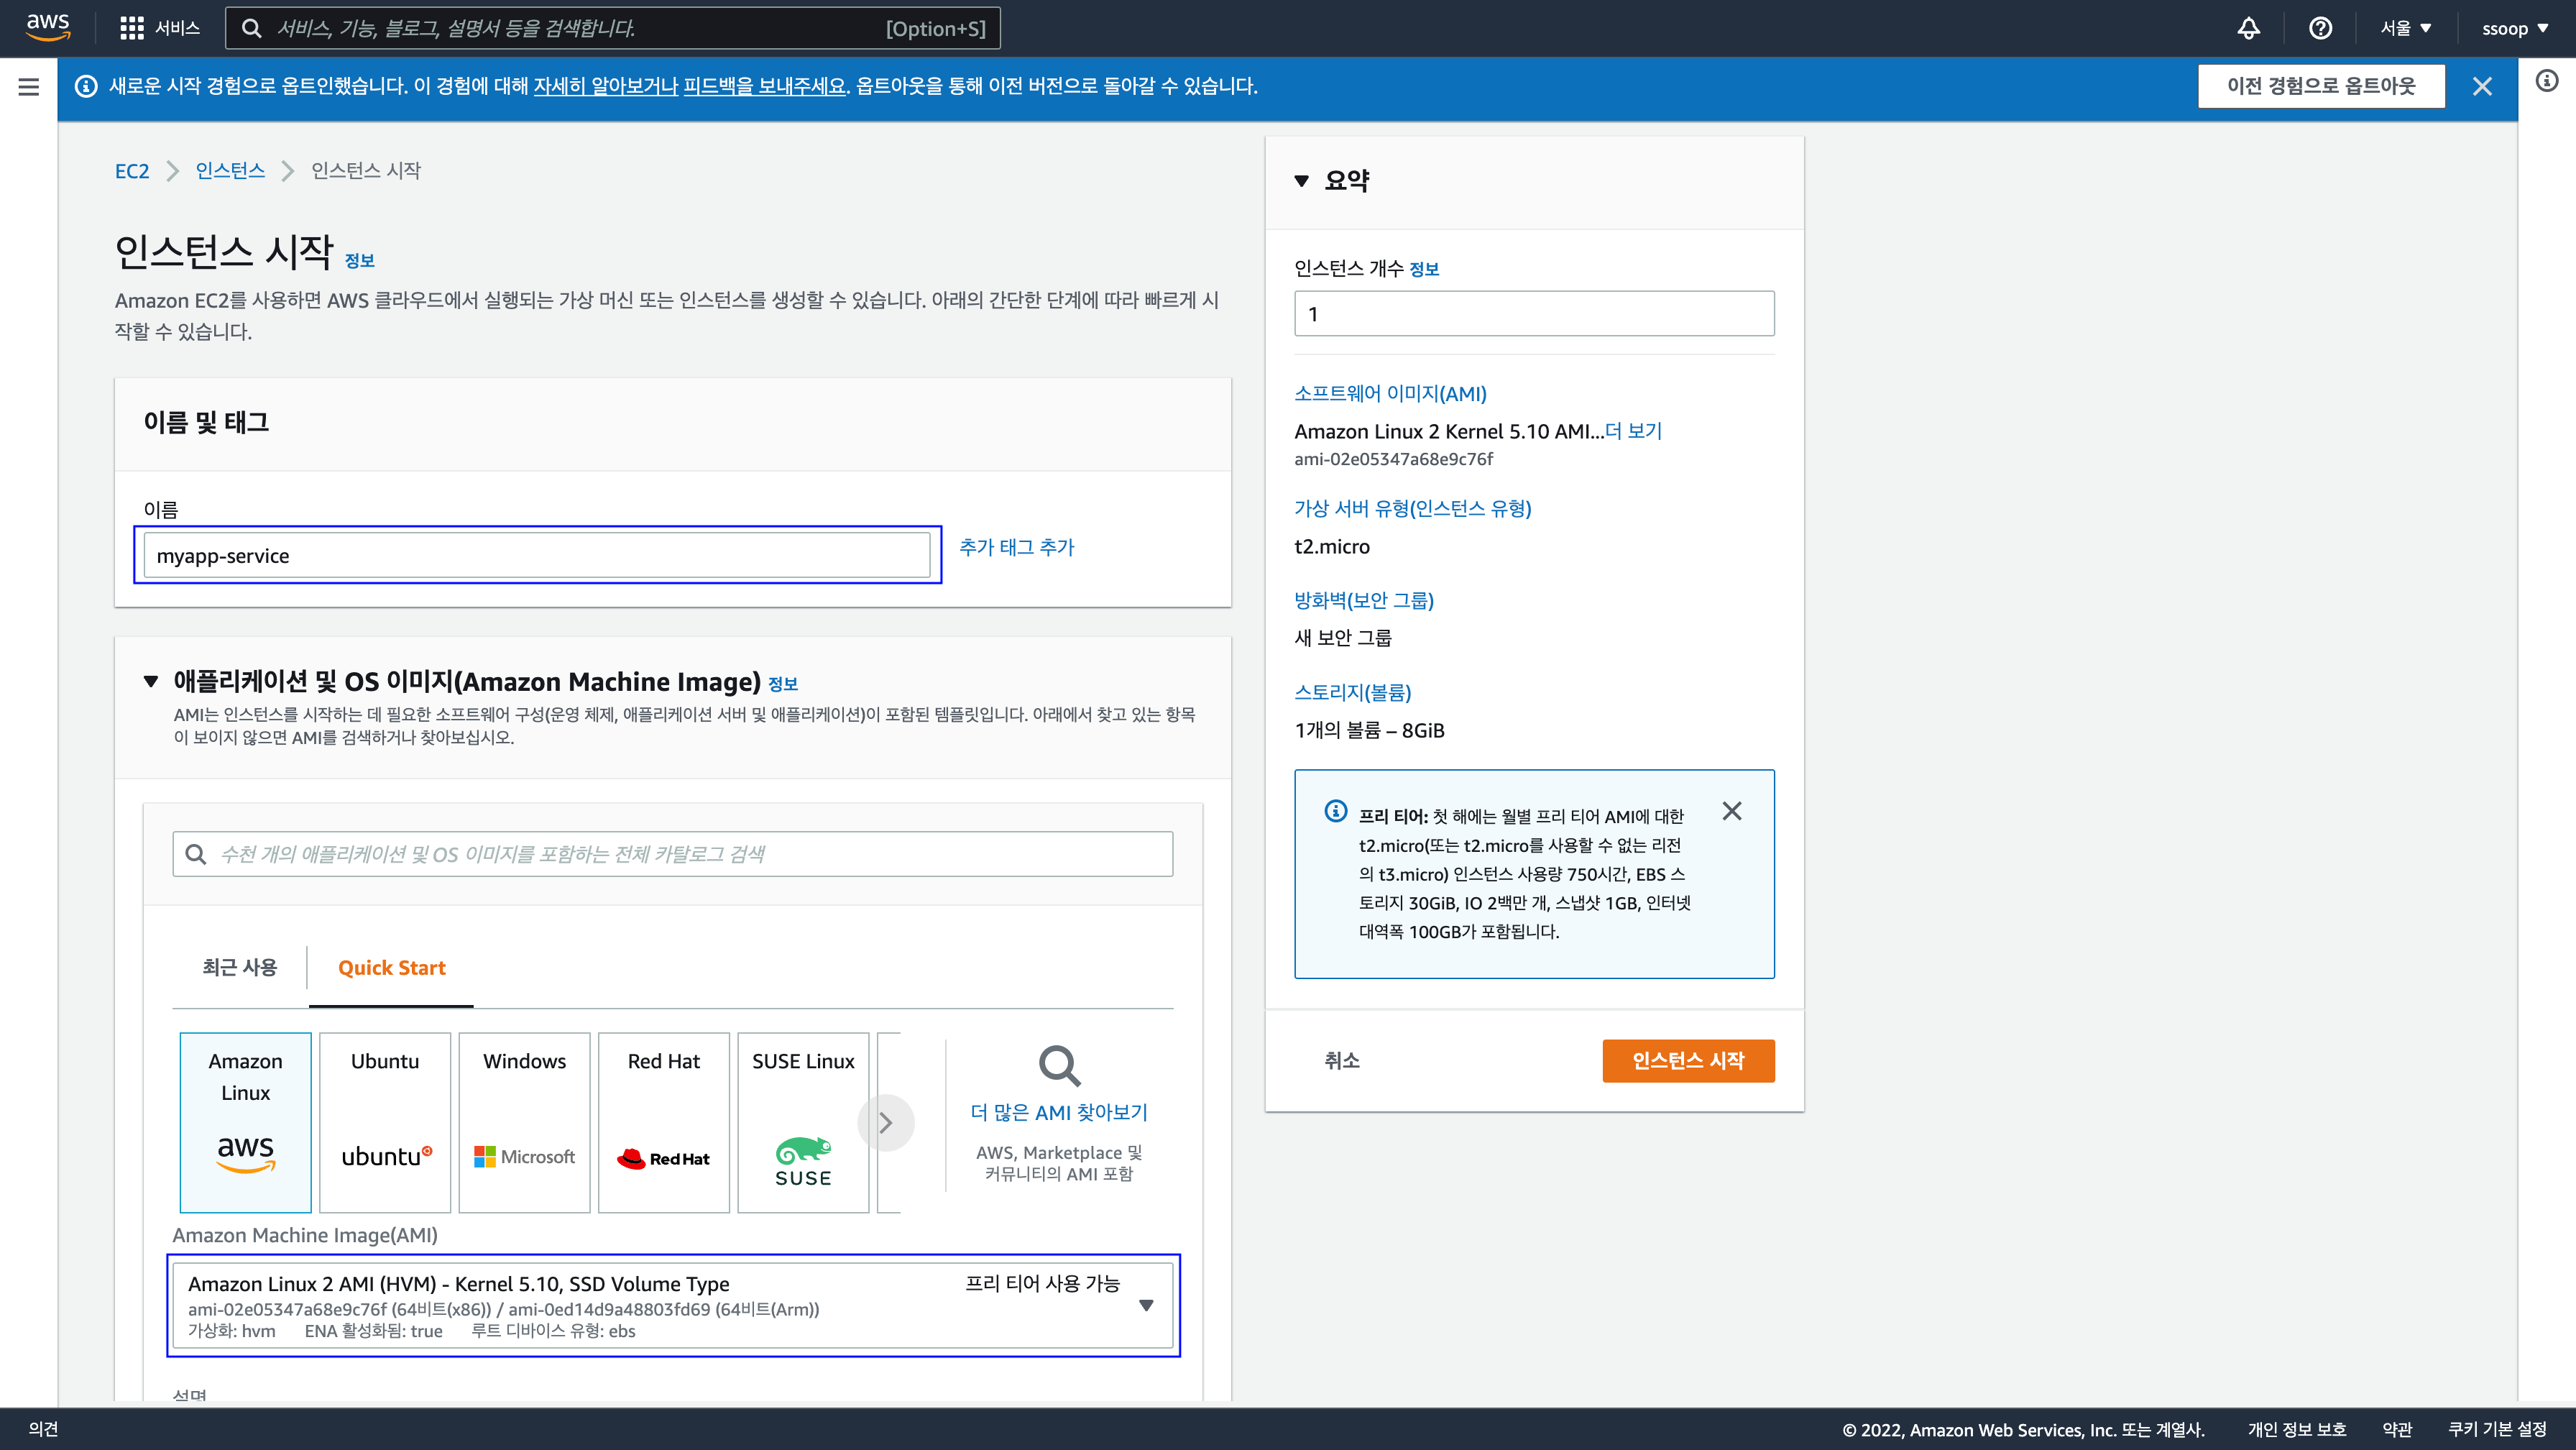 aws
서비스
서비스, 기능, 블로그, 설명서 등을 검색합니다.
[Option+S]
서울 ▼
ssoop ▼
새로운 시작 경험으로 옵트인했습니다. 이 경험에 대해 자세히 알아보거나 피드백을 보내주세요. 옵트아웃을 통해 이전 버전으로 돌아갈 수 있습니다.
이전 경험으로 옵트아웃
EC2 > 인스턴스 > 인스턴스 시작
인스턴스 시작 정보
Amazon EC2를 사용하면 AWS 클라우드에서 실행되는 가상 머신 또는 인스턴스를 생성할 수 있습니다. 아래의 간단한 단계에 따라 빠르게 시
작할 수 있습니다.
이름 및 태그
이름
myapp-service
추가 태그 추가
애플리케이션 및 OS 이미지(Amazon Machine Image) 정보
AMI는 인스턴스를 시작하는 데 필요한 소프트웨어 구성(운영 체제, 애플리케이션 서버 및 애플리케이션)이 포함된 템플릿입니다. 아래에서 찾고 있는 항목
이 보이지 않으면 AMI를 검색하거나 찾아보십시오.
수천 개의 애플리케이션 및 OS 이미지를 포함하는 전체 카탈로그 검색
최근 사용
Quick Start
Amazon
Linux
aws
Ubuntu
ubuntu
Windows
Microsoft
Red Hat
Red Hat
SUSE Linux
SUSE
더 많은 AMI 찾아보기
AWS, Marketplace 및
커뮤니티의 AMI 포함
Amazon Machine Image(AMI)
Amazon Linux 2 AMI (HVM) - Kernel 5.10, SSD Volume Type
프리 티어 사용 가능
ami-02e05347a68e9c76f (64비트(x86)) / ami-0ed14d9a48803fd69 (64비트(Arm))
가상화: hvm ENA 활성화됨: true 루트 디바이스 유형: ebs
설명
요약
인스턴스 개수 정보
1
소프트웨어 이미지(AMI)
Amazon Linux 2 Kernel 5.10 AMI...더 보기
ami-02e05347a68e9c76f
가상 서버 유형(인스턴스 유형)
t2.micro
방화벽(보안 그룹)
새 보안 그룹
스토리지(볼륨)
1개의 볼륨 – 8GiB
프리 티어: 첫 해에는 월별 프리 티어 AMI에 대한
t2.micro(또는 t2.micro를 사용할 수 없는 리전
의 t3.micro) 인스턴스 사용량 750시간, EBS 스
토리지 30GiB, IO 2백만 개, 스냅샷 1GB, 인터넷
대역폭 100GB가 포함됩니다.
취소
인스턴스 시작
의견
© 2022, Amazon Web Services, Inc. 또는 계열사.
개인 정보 보호
약관
쿠키 기본 설정